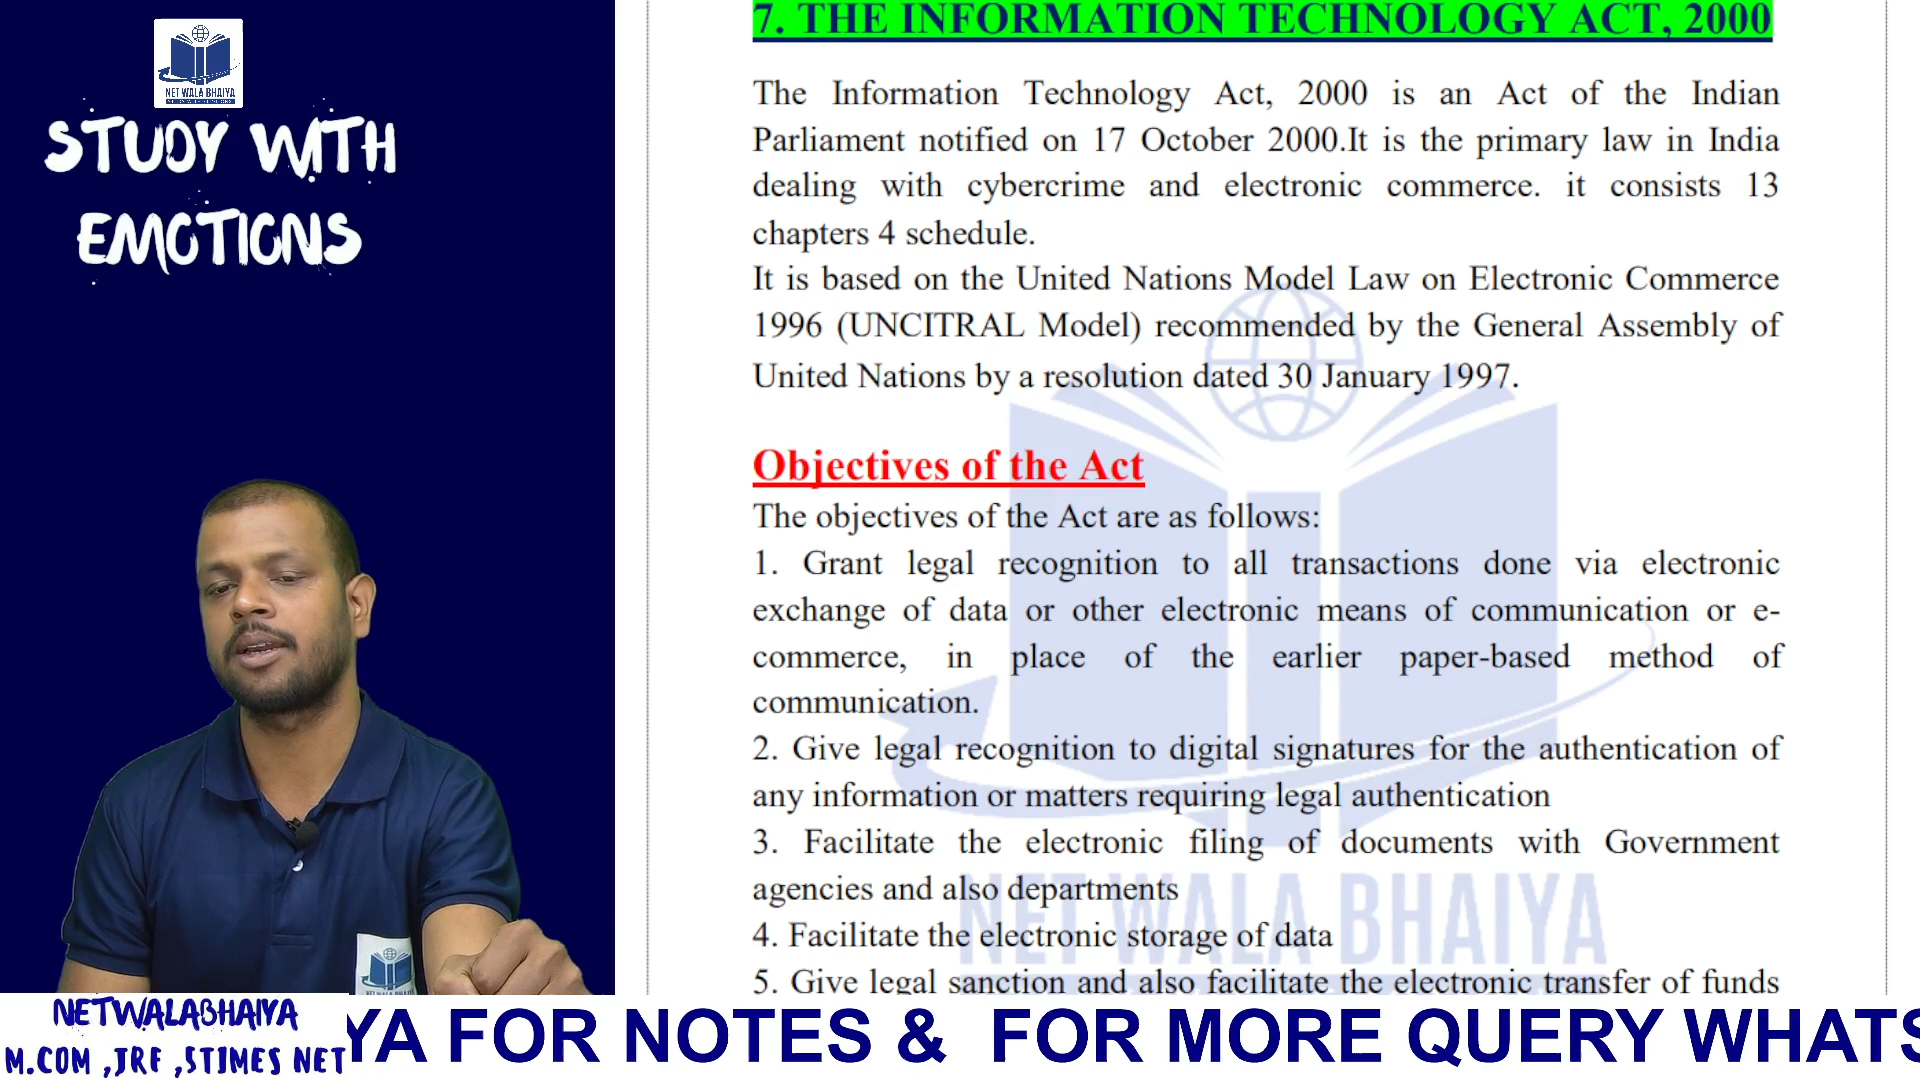 NET WALA BHAIYA
STUDY WITH
EMOTIONS
7. THE INFORMATION TECHNOLOGY ACT, 2000
The Information Technology Act, 2000 is an Act of the Indian
Parliament notified on 17 October 2000.It is the primary law in India
dealing with cybercrime and electronic commerce. it consists 13
chapters 4 schedule.
It is based on the United Nations Model Law on Electronic Commerce
1996 (UNCITRAL Model) recommended by the General Assembly of
United Nations by a resolution dated 30 January 1997.
Objectives of the Act
The objectives of the Act are as follows:
1. Grant legal recognition to all transactions done via electronic
exchange of data or other electronic means of communication or e-
commerce, in place of the earlier paper-based method of
communication.
2. Give legal recognition to digital signatures for the authentication of
any information or matters requiring legal authentication
3. Facilitate the electronic filing of documents with Government
agencies and also departments
4. Facilitate the electronic storage of data
5. Give legal sanction and also facilitate the electronic transfer of funds
NET WALA BHAIYA
NETWALABHAIYA
M.COM ,JRF ,5TIMES NET
YA FOR NOTES & FOR MORE QUERY WHATS